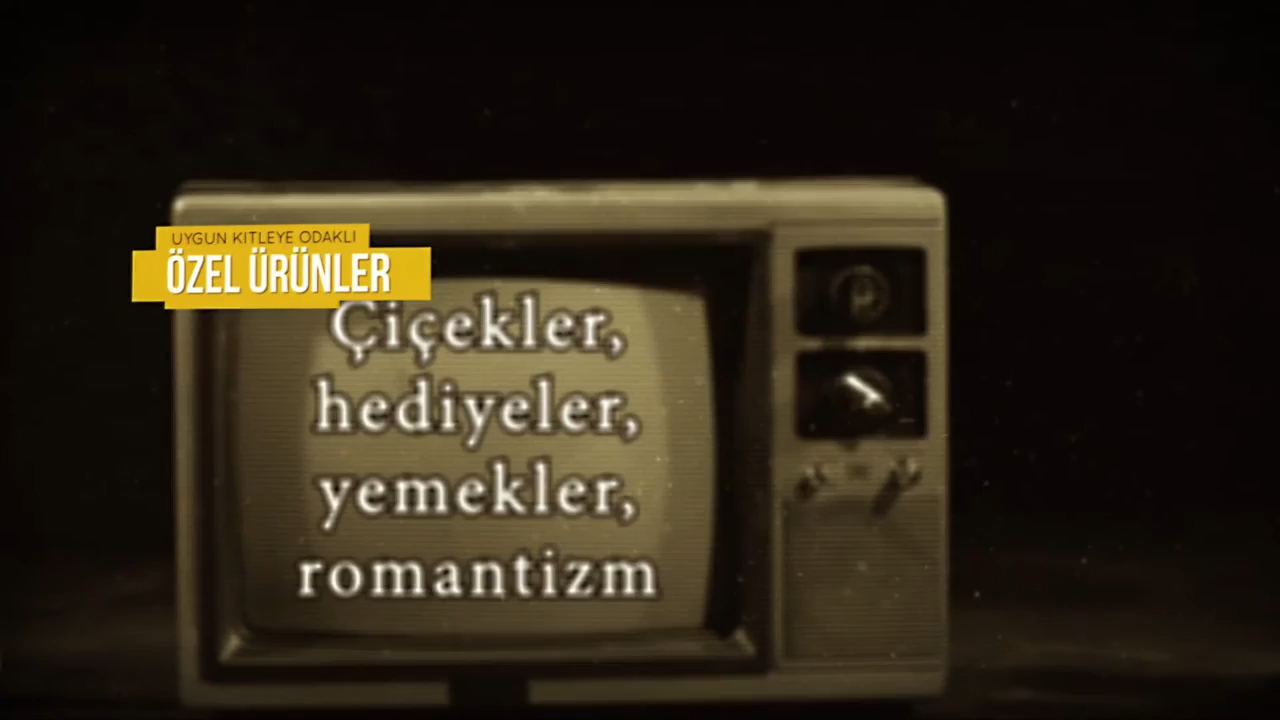 UYGUN KITLEYE ODAKLI
ÖZEL ÜRÜNLER
Çiçekler,
hediyeler,
yemekler,
romantizm